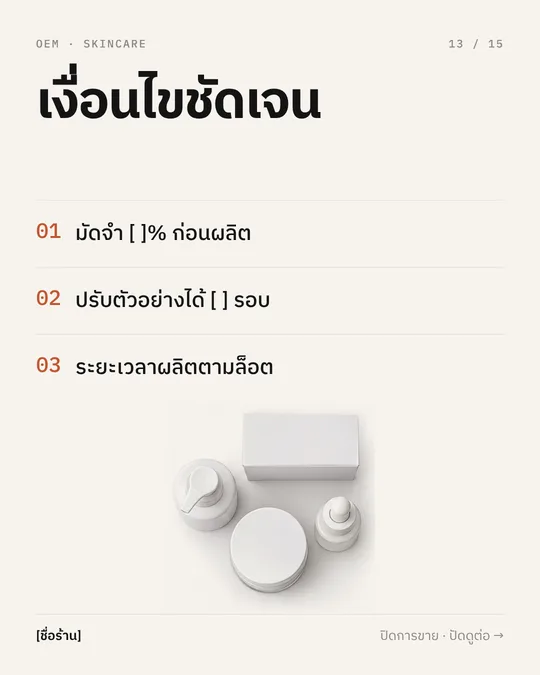 OEM · SKINCARE
13 / 15
เงื่อนไขชัดเจน
01 มัดจำ [ ]% ก่อนผลิต
02 ปรับตัวอย่างได้ [ ] รอบ
03 ระยะเวลาผลิตตามล็อต
[ชื่อร้าน]
ปิดการขาย · ปัดดูต่อ →